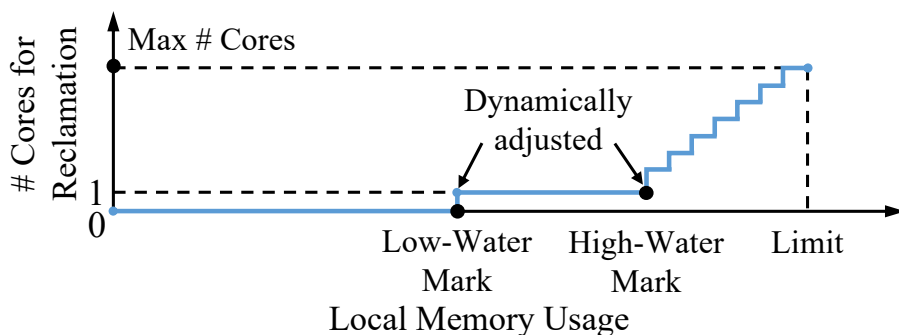 Max # Cores
# Cores for
Reclamation
Dynamically
adjusted
1
0
Low-Water
Mark
High-Water
Mark
Limit
Local Memory Usage